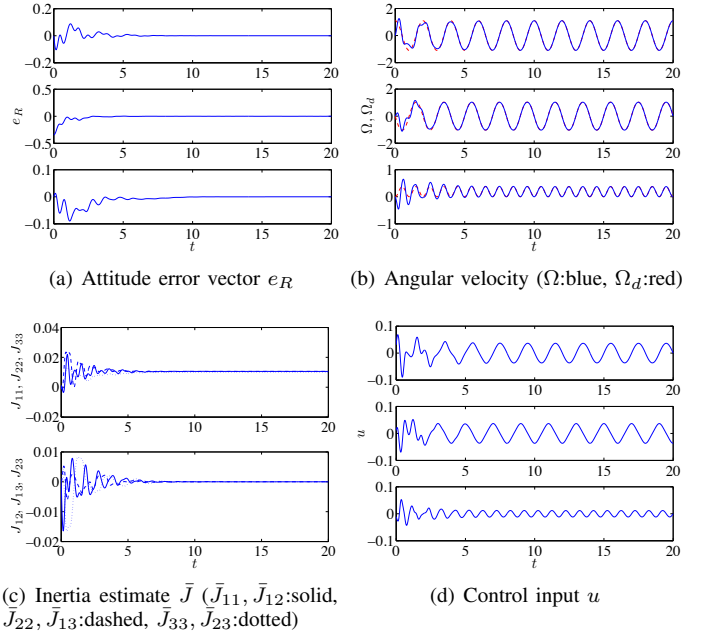 0.2
0
−0.2
0 5 10 15 20
0.5
0
−0.5
0 5 10 15 20
e_R
0.1
0
0.1
0 5 10 15 20
t
(a) Attitude error vector e_R
2
0
−2
0 5 10 15 20
2
0
−2
0 5 10 15 20
Ω, Ω_d
1
0
−1
0 5 10 15 20
t
(b) Angular velocity (Ω:blue, Ω_d:red)
0.04
0.02
0
−0.02
0 5 10 15 20
J_11, J_22, J_33
0.01
0
−0.01
−0.02
0 5 10 15 20
J_12, J_13, J_23
t
(c) Inertia estimate J̄ (J̄_11, J̄_12:solid,
J̄_22, J̄_13:dashed, J̄_33, J̄_23:dotted)
0.1
0
−0.1
0 5 10 15 20
0.1
0
−0.1
0 5 10 15 20
u
0.1
0
−0.1
0 5 10 15 20
t
(d) Control input u